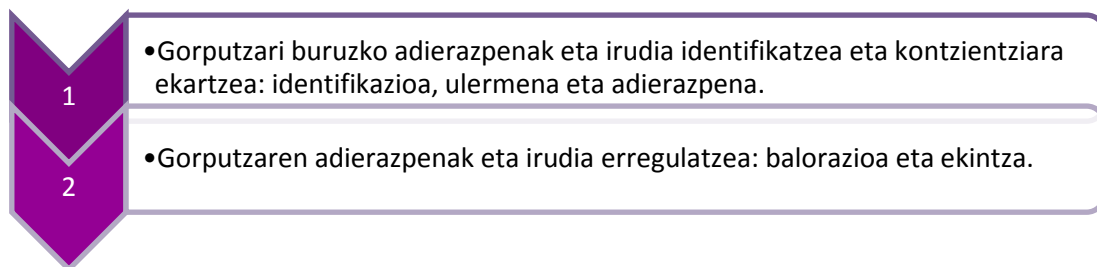 1
•Gorputzari buruzko adierazpenak eta irudia identifikatzea eta kontzientziara
ekartzea: identifikazioa, ulermena eta adierazpena.
2
•Gorputzaren adierazpenak eta irudia erregulatzea: balorazioa eta ekintza.